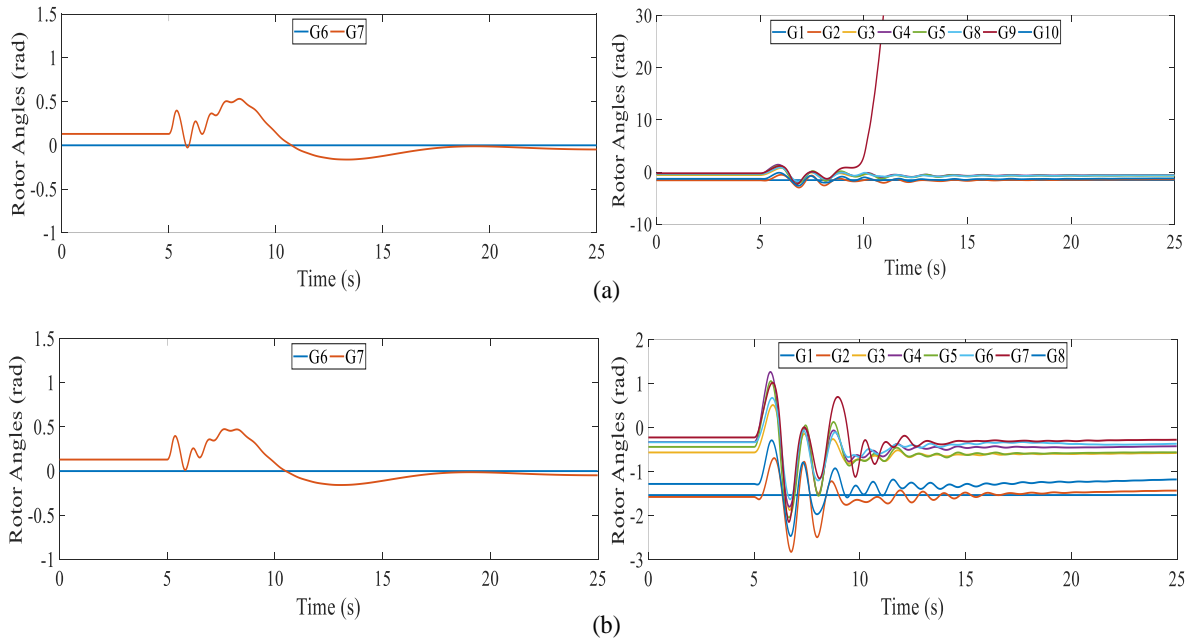 Rotor Angles (rad)
1.5
1
0.5
0
-0.5
-1
G6 G7
0 5 10 15 20 25
Time (s)
Rotor Angles (rad)
30
20
10
0
-10
G1 G2 G3 G4 G5 G8 G9 G10
0 5 10 15 20 25
Time (s)
(a)
Rotor Angles (rad)
1.5
1
0.5
0
-0.5
-1
G6 G7
0 5 10 15 20 25
Time (s)
Rotor Angles (rad)
2
1
0
-1
-2
-3
G1 G2 G3 G4 G5 G6 G7 G8
0 5 10 15 20 25
Time (s)
(b)